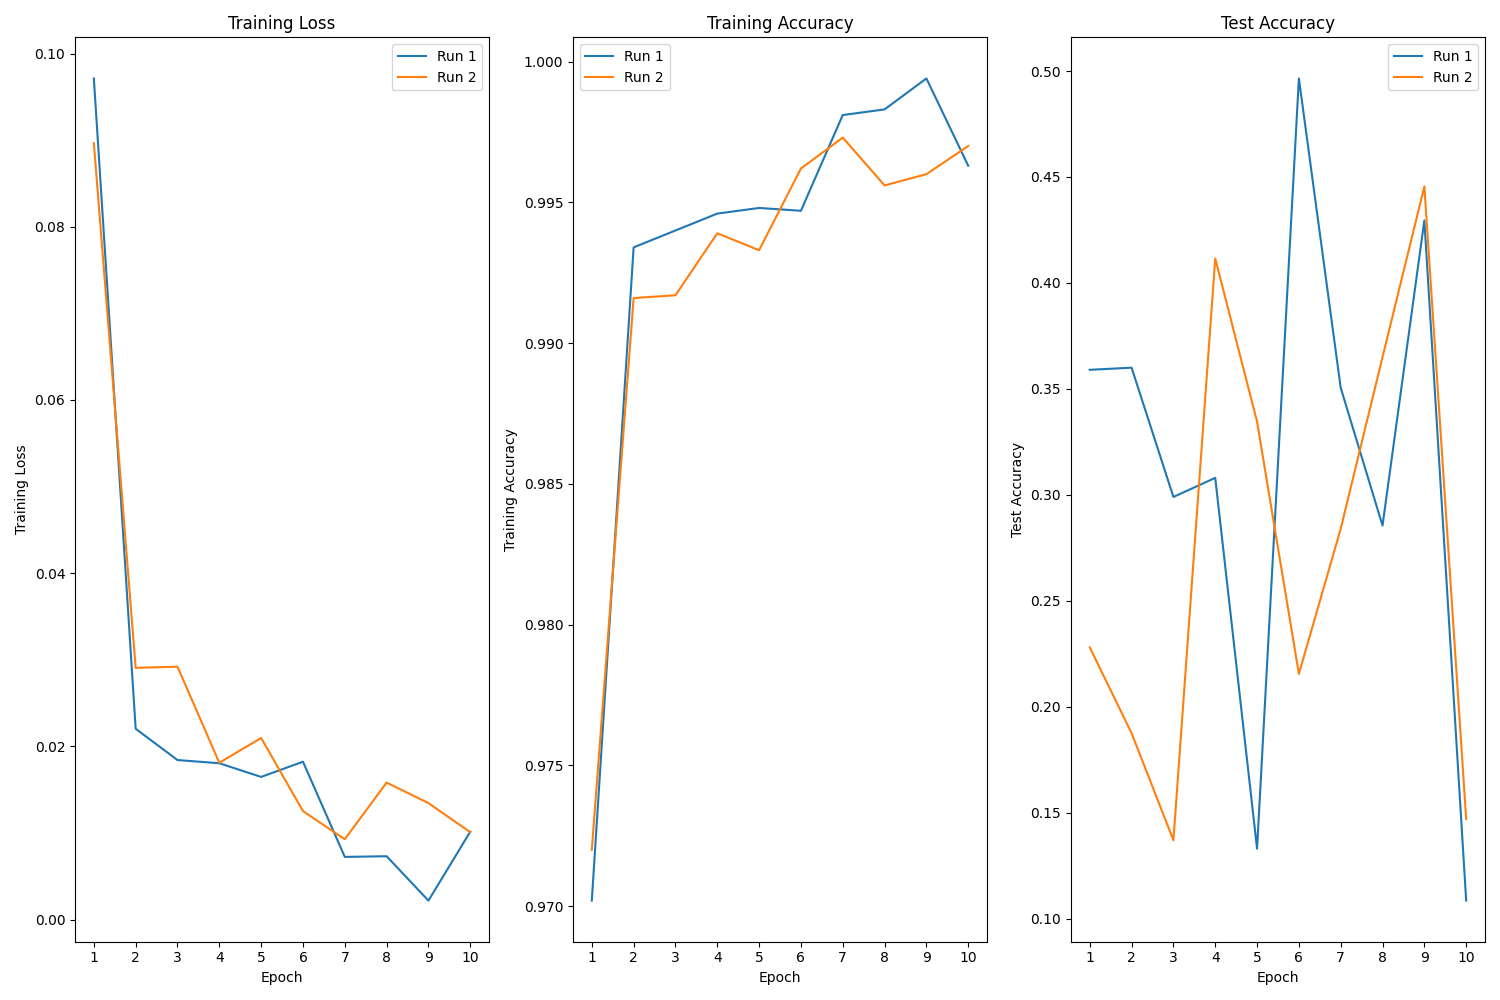 Training Loss
Run 1
Run 2
0.10
0.08
0.06
0.04
0.02
0.00
Training Loss
1 2 3 4 5 6 7 8 9 10
Epoch
Training Accuracy
Run 1
Run 2
1.000
0.995
0.990
0.985
0.980
0.975
0.970
Training Accuracy
1 2 3 4 5 6 7 8 9 10
Epoch
Test Accuracy
Run 1
Run 2
0.50
0.45
0.40
0.35
0.30
0.25
0.20
0.15
0.10
Test Accuracy
1 2 3 4 5 6 7 8 9 10
Epoch